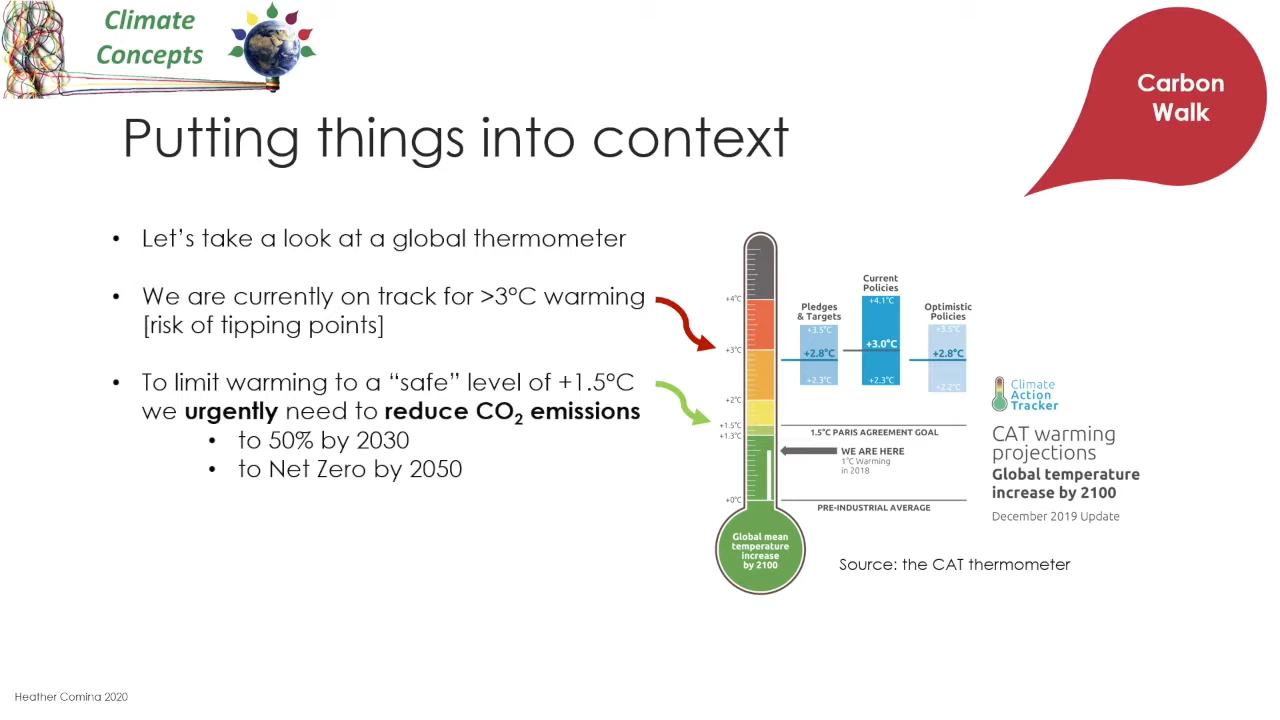 Climate
Concepts
Carbon
Walk
Putting things into context
• Let’s take a look at a global thermometer
• We are currently on track for >3°C warming
[risk of tipping points]
• To limit warming to a “safe” level of +1.5°C
we urgently need to reduce CO₂ emissions
• to 50% by 2030
• to Net Zero by 2050
+4°C
+3°C
+2°C
+1.5°C
+1.3°C
+0°C
Global mean
temperature
increase
by 2100
Pledges
& Targets
+3.5°C
+2.8°C
+2.3°C
Current
Policies
+4.1°C
+3.0°C
+2.3°C
Optimistic
Policies
+3.5°C
+2.8°C
+2.2°C
1.5°C PARIS AGREEMENT GOAL
WE ARE HERE
1°C Warming
in 2018
PRE-INDUSTRIAL AVERAGE
Climate
Action
Tracker
CAT warming
projections
Global temperature
increase by 2100
December 2019 Update
Source: the CAT thermometer
Heather Comina 2020